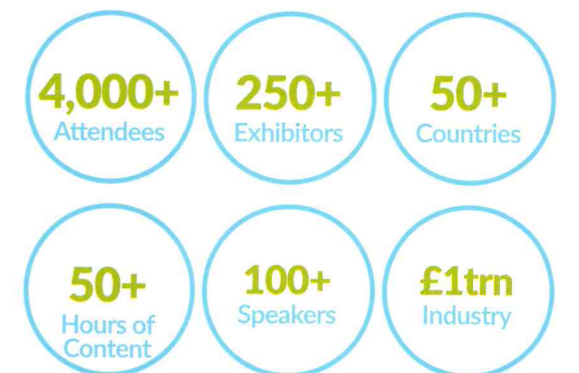 4,000+
Attendees
250+
Exhibitors
50+
Countries
50+
Hours of
Content
100+
Speakers
£1trn
Industry